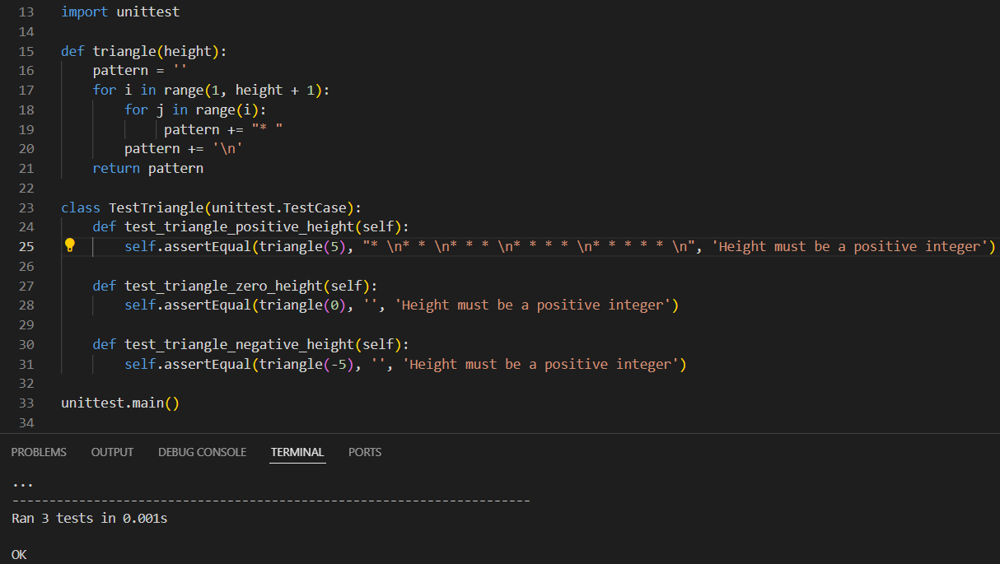 13 import unittest
14
15 def triangle(height):
16     pattern = ''
17     for i in range(1, height + 1):
18         for j in range(i):
19             pattern += "* "
20         pattern += '\n'
21     return pattern
22
23 class TestTriangle(unittest.TestCase):
24     def test_triangle_positive_height(self):
25         self.assertEqual(triangle(5), "* \n* * \n* * * \n* * * * \n* * * * * \n", 'Height must be a positive integer')
26
27     def test_triangle_zero_height(self):
28         self.assertEqual(triangle(0), '', 'Height must be a positive integer')
29
30     def test_triangle_negative_height(self):
31         self.assertEqual(triangle(-5), '', 'Height must be a positive integer')
32
33 unittest.main()
34
PROBLEMS OUTPUT DEBUG CONSOLE TERMINAL PORTS
...
----------------------------------------------------------------------
Ran 3 tests in 0.001s
OK